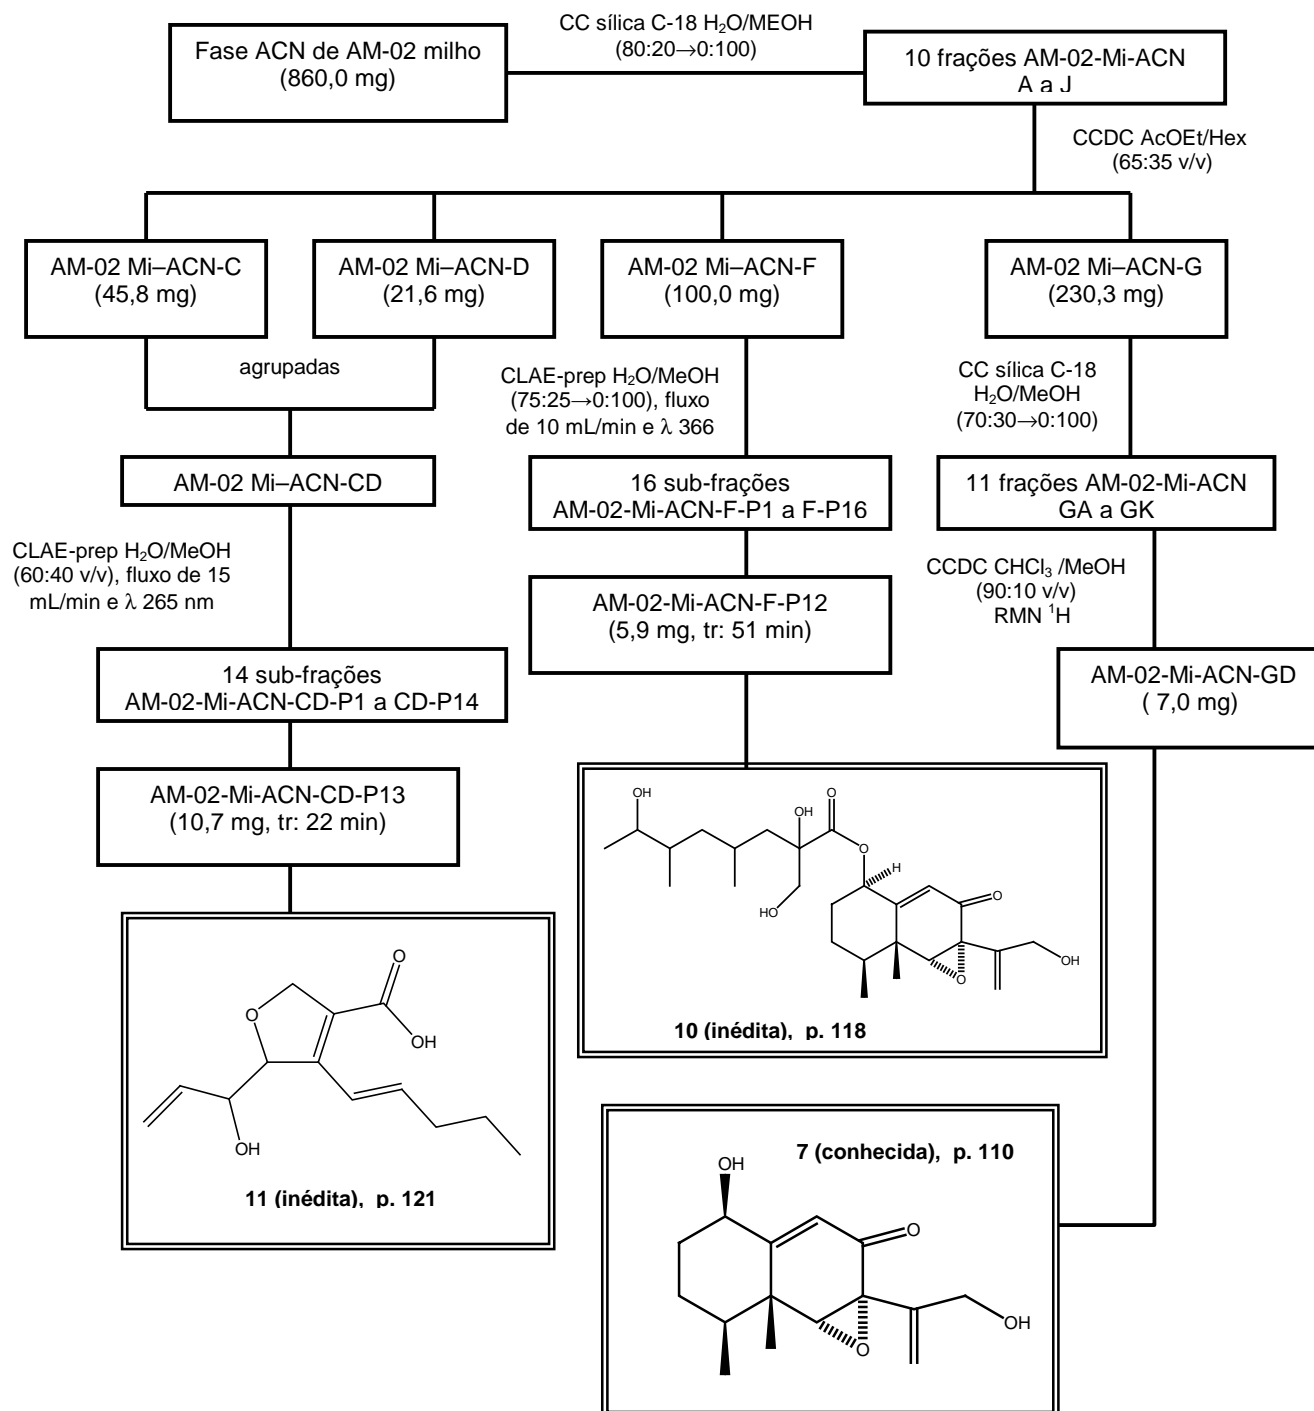 CC sílica C-18 H₂O/MEOH
(80:20→0:100)
Fase ACN de AM-02 milho
(860,0 mg)
10 frações AM-02-Mi-ACN
A a J
CCDC AcOEt/Hex
(65:35 v/v)
AM-02 Mi–ACN-C
(45,8 mg)
AM-02 Mi–ACN-D
(21,6 mg)
AM-02 Mi–ACN-F
(100,0 mg)
AM-02 Mi–ACN-G
(230,3 mg)
agrupadas
CLAE-prep H₂O/MeOH
(75:25→0:100), fluxo
de 10 mL/min e λ 366
CC sílica C-18
H₂O/MeOH
(70:30→0:100)
AM-02 Mi–ACN-CD
16 sub-frações
AM-02-Mi-ACN-F-P1 a F-P16
11 frações AM-02-Mi-ACN
GA a GK
CLAE-prep H₂O/MeOH
(60:40 v/v), fluxo de 15
mL/min e λ 265 nm
CCDC CHCl₃ /MeOH
(90:10 v/v)
RMN ¹H
AM-02-Mi-ACN-F-P12
(5,9 mg, tr: 51 min)
14 sub-frações
AM-02-Mi-ACN-CD-P1 a CD-P14
AM-02-Mi-ACN-GD
( 7,0 mg)
AM-02-Mi-ACN-CD-P13
(10,7 mg, tr: 22 min)
OH
OH
O
O
H
HO
O
O
OH
10 (inédita), p. 118
O
O
OH
OH
11 (inédita), p. 121
7 (conhecida), p. 110
OH
O
O
OH